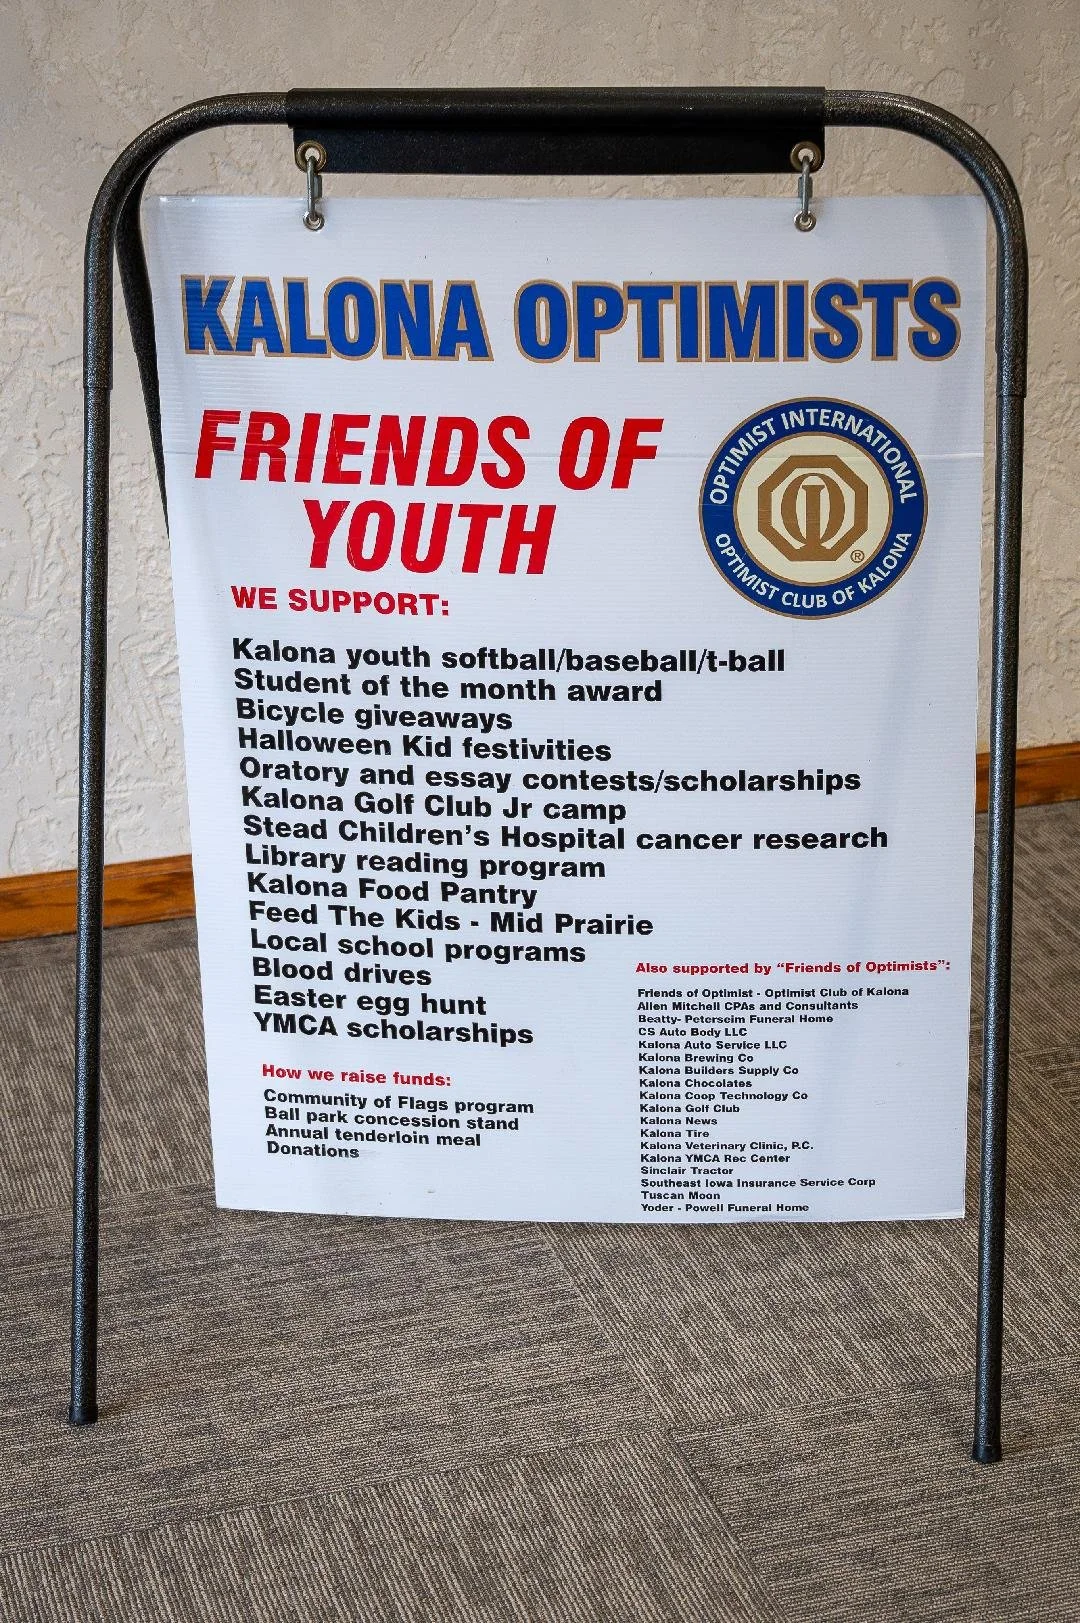 KALONA OPTIMISTS
FRIENDS OF
YOUTH
OPTIMIST INTERNATIONAL
OPTIMIST CLUB OF KALONA
OI
®
WE SUPPORT:
Kalona youth softball/baseball/t-ball
Student of the month award
Bicycle giveaways
Halloween Kid festivities
Oratory and essay contests/scholarships
Kalona Golf Club Jr camp
Stead Children's Hospital cancer research
Library reading program
Kalona Food Pantry
Feed The Kids - Mid Prairie
Local school programs
Blood drives
Easter egg hunt
YMCA scholarships
How we raise funds:
Community of Flags program
Ball park concession stand
Annual tenderloin meal
Donations
Also supported by "Friends of Optimists":
Friends of Optimist - Optimist Club of Kalona
Allen Mitchell CPAs and Consultants
Beatty- Peterseim Funeral Home
CS Auto Body LLC
Kalona Auto Service LLC
Kalona Brewing Co
Kalona Builders Supply Co
Kalona Chocolates
Kalona Coop Technology Co
Kalona Golf Club
Kalona News
Kalona Tire
Kalona Veterinary Clinic, P.C.
Kalona YMCA Rec Center
Sinclair Tractor
Southeast Iowa Insurance Service Corp
Tuscan Moon
Yoder - Powell Funeral Home